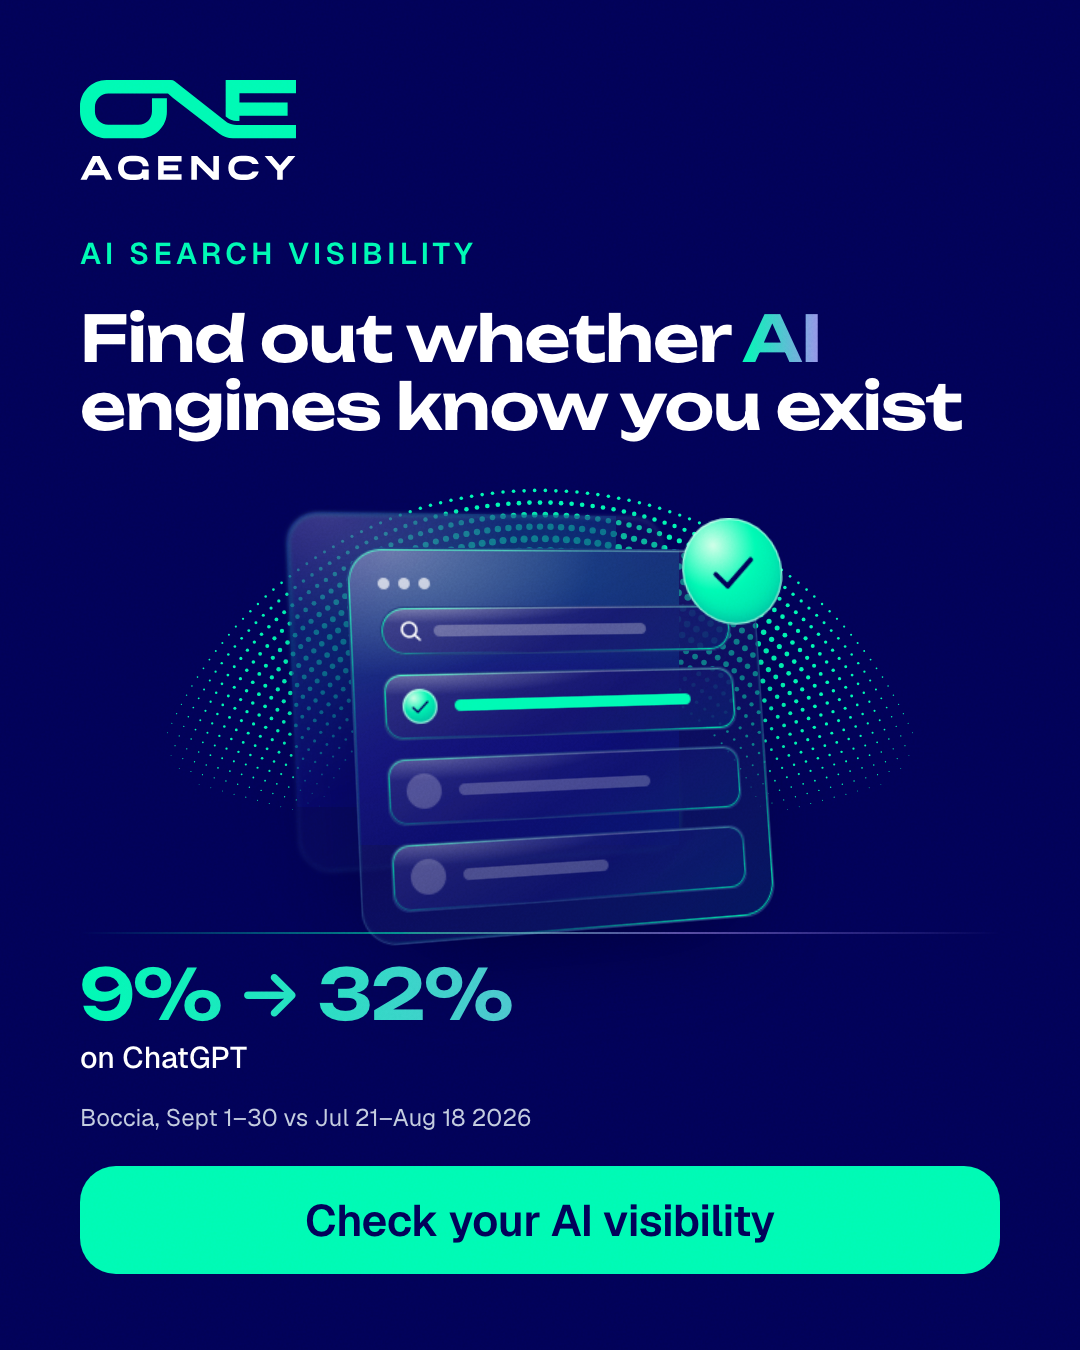 ONE
AGENCY
AI SEARCH VISIBILITY
Find out whether AI
engines know you exist
9% → 32%
on ChatGPT
Boccia, Sept 1–30 vs Jul 21–Aug 18 2026
Check your AI visibility